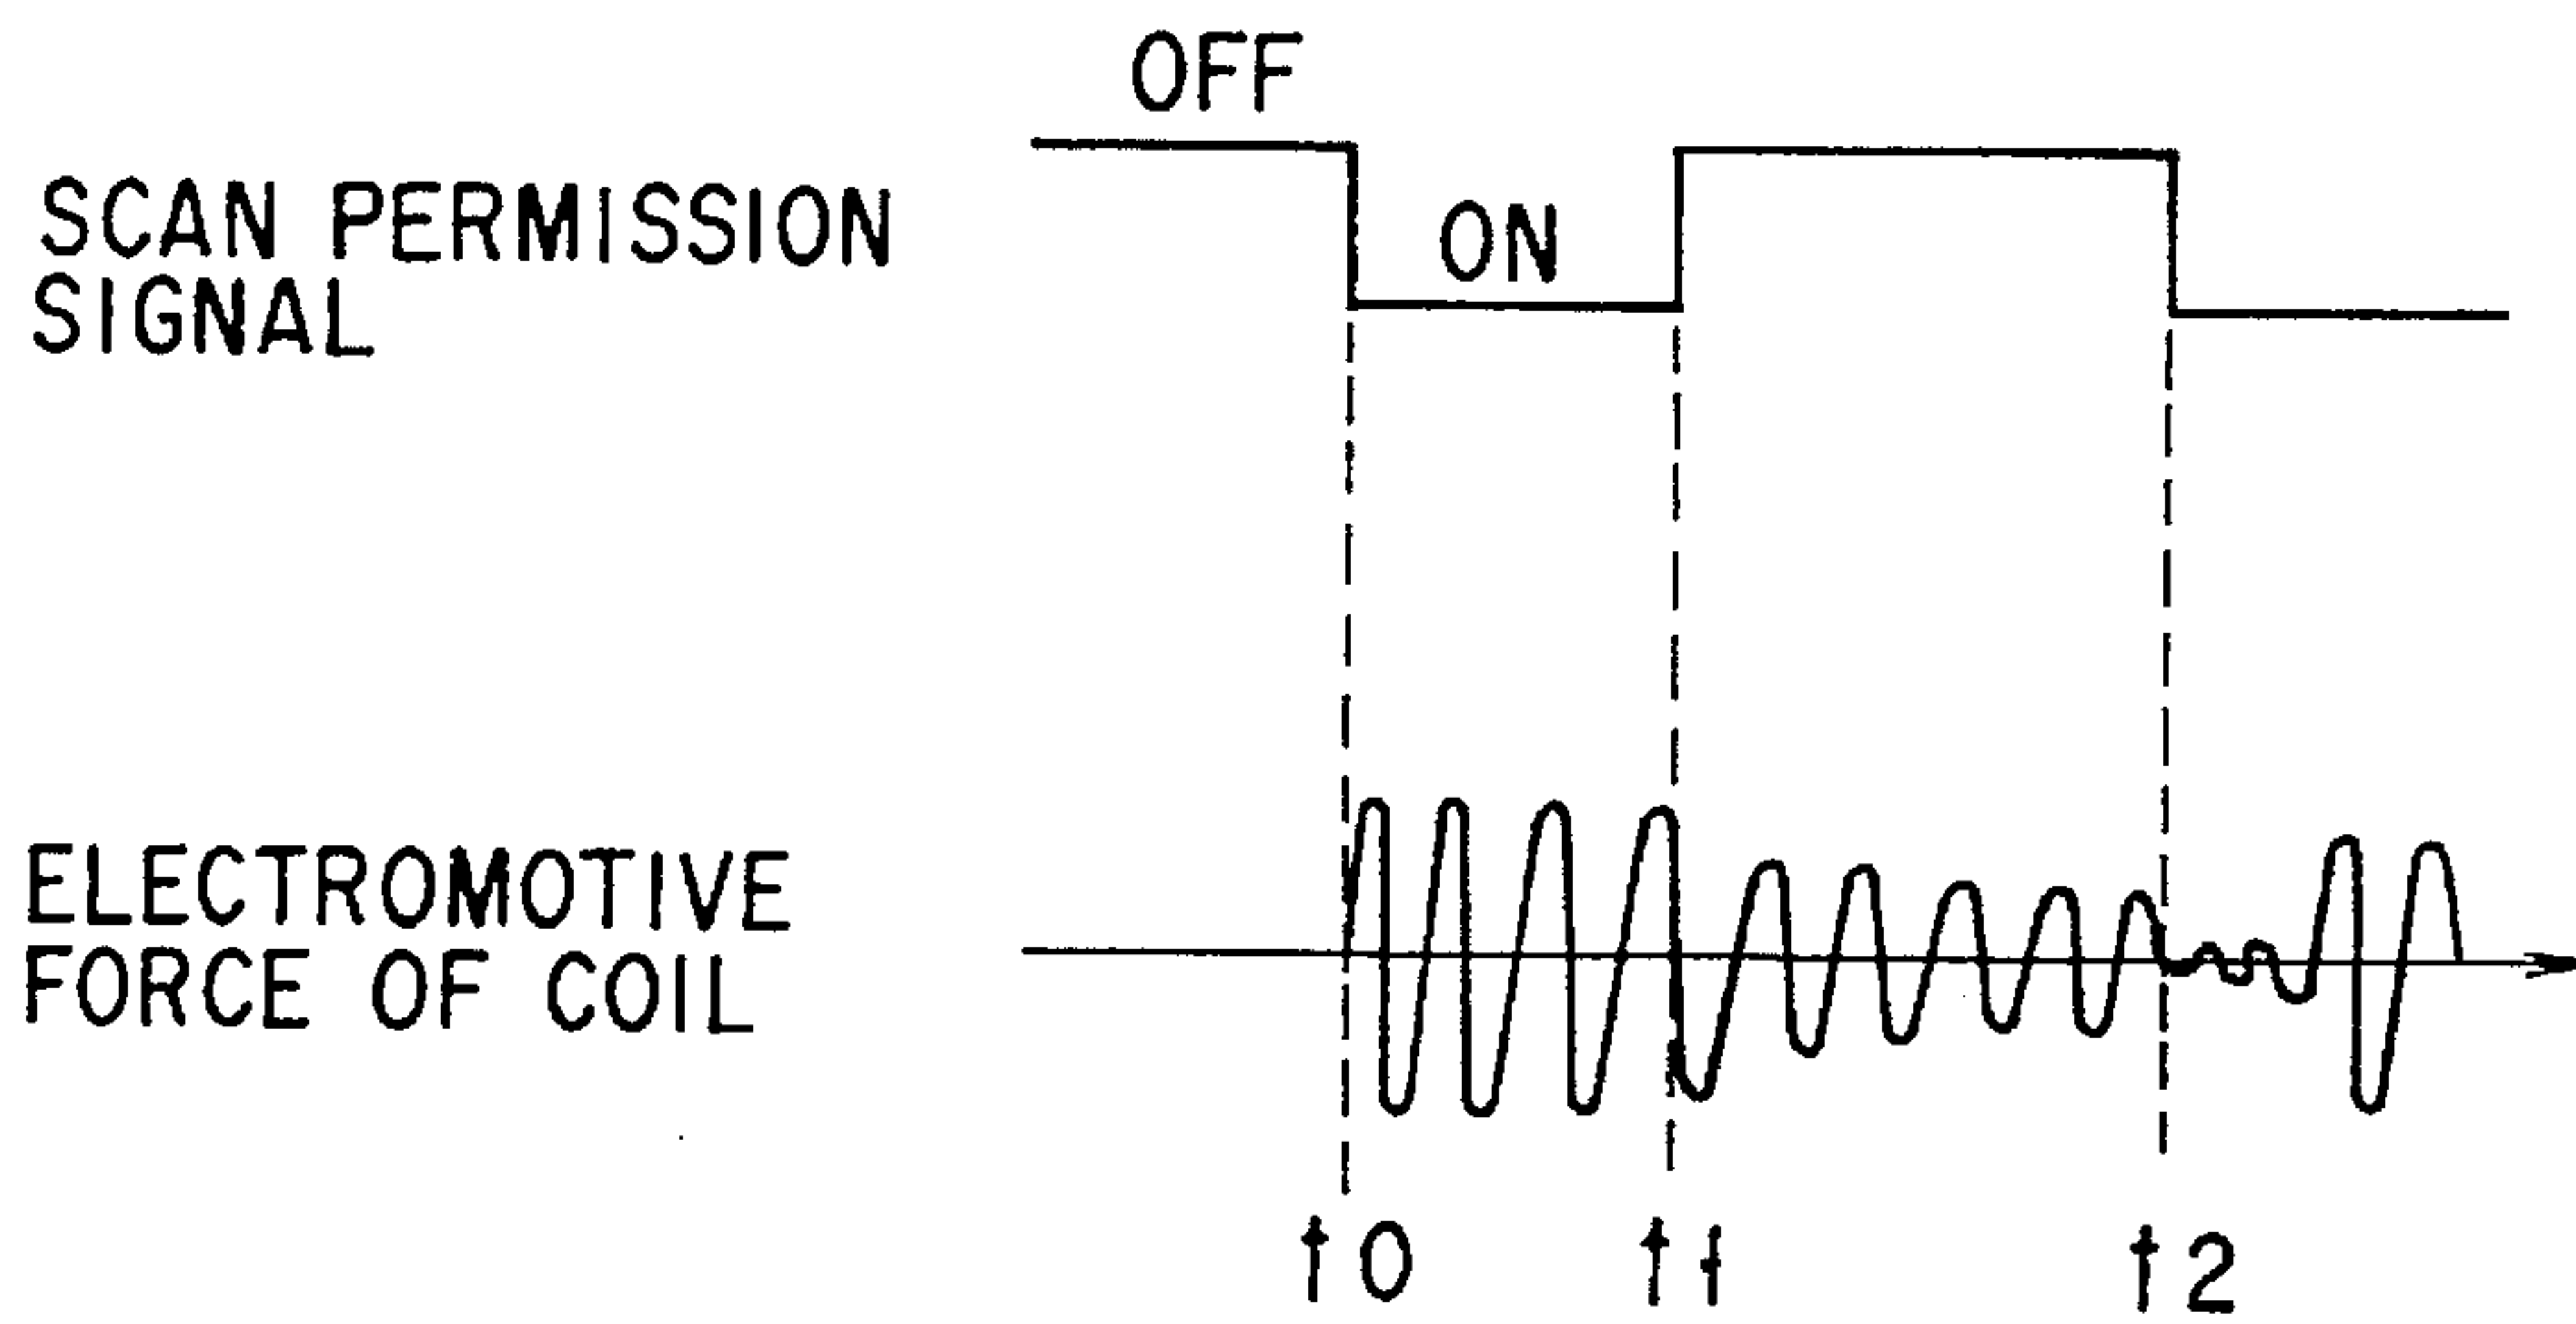 OFF
SCAN PERMISSION
SIGNAL
ON
ELECTROMOTIVE
FORCE OF COIL
t0
t1
t2